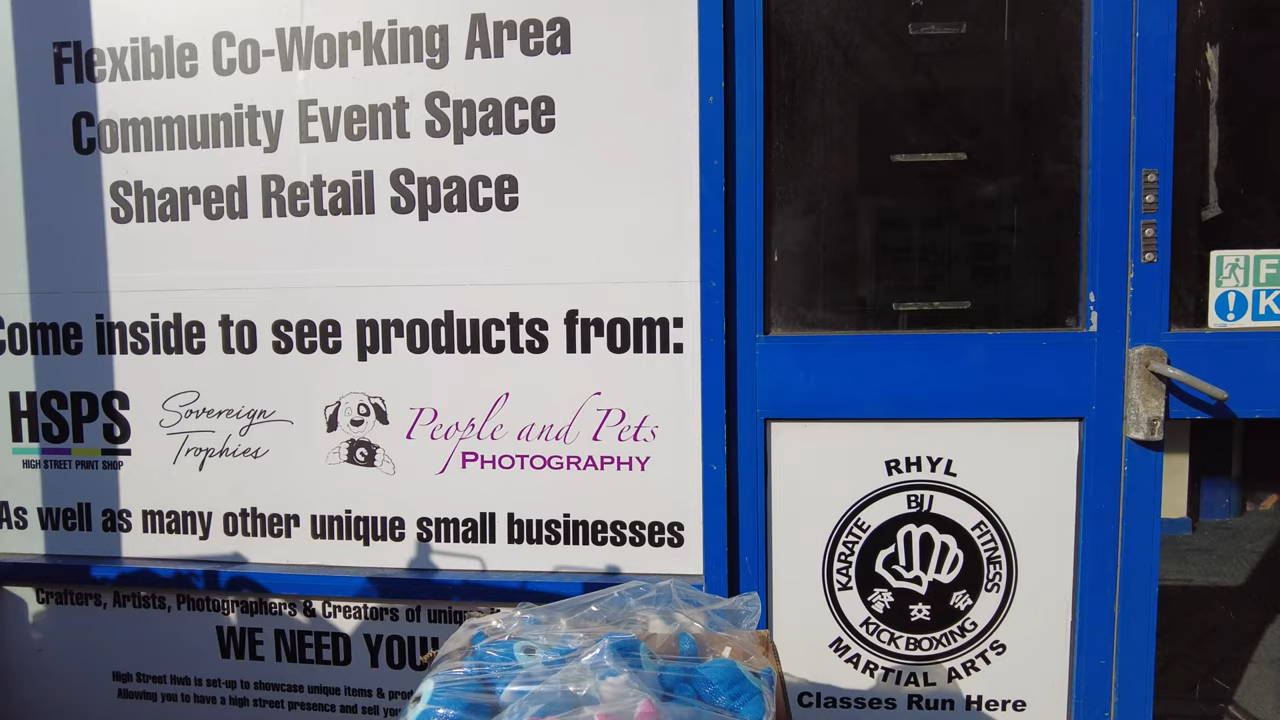 Flexible Co-Working Area
Community Event Space
Shared Retail Space
Come inside to see products from:
HSPS
HIGH STREET PRINT SHOP
Sovereign
Trophies
People and Pets
PHOTOGRAPHY
As well as many other unique small businesses
Crafters, Artists, Photographers & Creators of
WE NEED YOU!
High Street Hwb is set-up to showcase unique items &
Allowing you to have a high street presence and sell
F
K
RHYL
BJJ
KARATE
FITNESS
KICK BOXING
MARTIAL ARTS
Classes Run Here